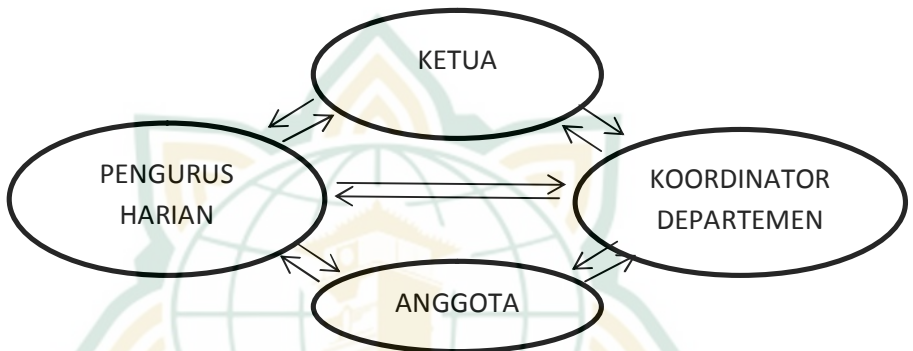 KETUA
PENGURUS
HARIAN
KOORDINATOR
DEPARTEMEN
ANGGOTA